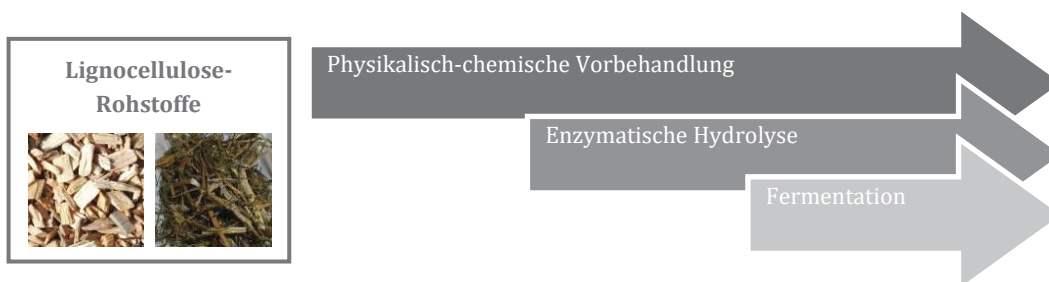 Lignocellulose-
Rohstoffe
Physikalisch-chemische Vorbehandlung
Enzymatische Hydrolyse
Fermentation